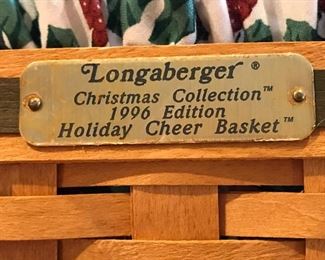 Longaberger®
Christmas Collection™
1996 Edition
Holiday Cheer Basket™